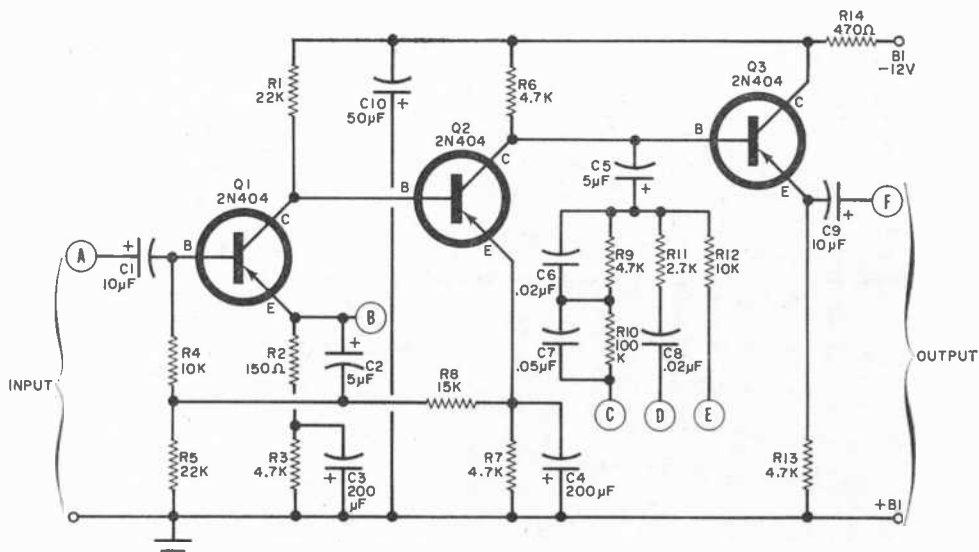 R14
470Ω
B1
-12V
R1
22K
C10
+
50µF
R6
4.7K
Q3
2N404
B
C
E
Q2
2N404
B
C
E
C5
5µF
+
Q1
2N404
B
C
E
A
+
C1
10µF
B
F
C9
+
10µF
C6
.02µF
R9
4.7K
R11
2.7K
R12
10K
C7
.05µF
R10
100
K
C8
.02µF
C
D
E
R4
10K
R2
150Ω
+
C2
5µF
R8
15K
INPUT
OUTPUT
R5
22K
R3
4.7K
+
C3
200
µF
R7
4.7K
+
C4
200µF
R13
4.7K
+B1